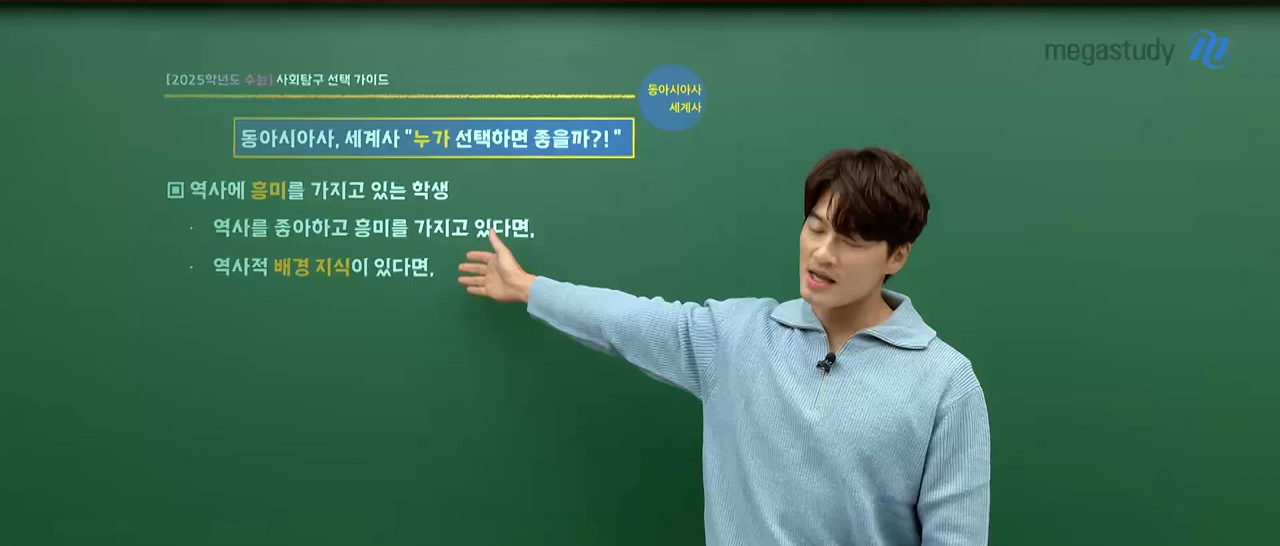 megastudy
[2025학년도 수능] 사회탐구 선택 가이드
동아시아사
세계사
동아시아사, 세계사 "누가 선택하면 좋을까?!"
▣ 역사에 흥미를 가지고 있는 학생
· 역사를 좋아하고 흥미를 가지고 있다면,
· 역사적 배경 지식이 있다면,